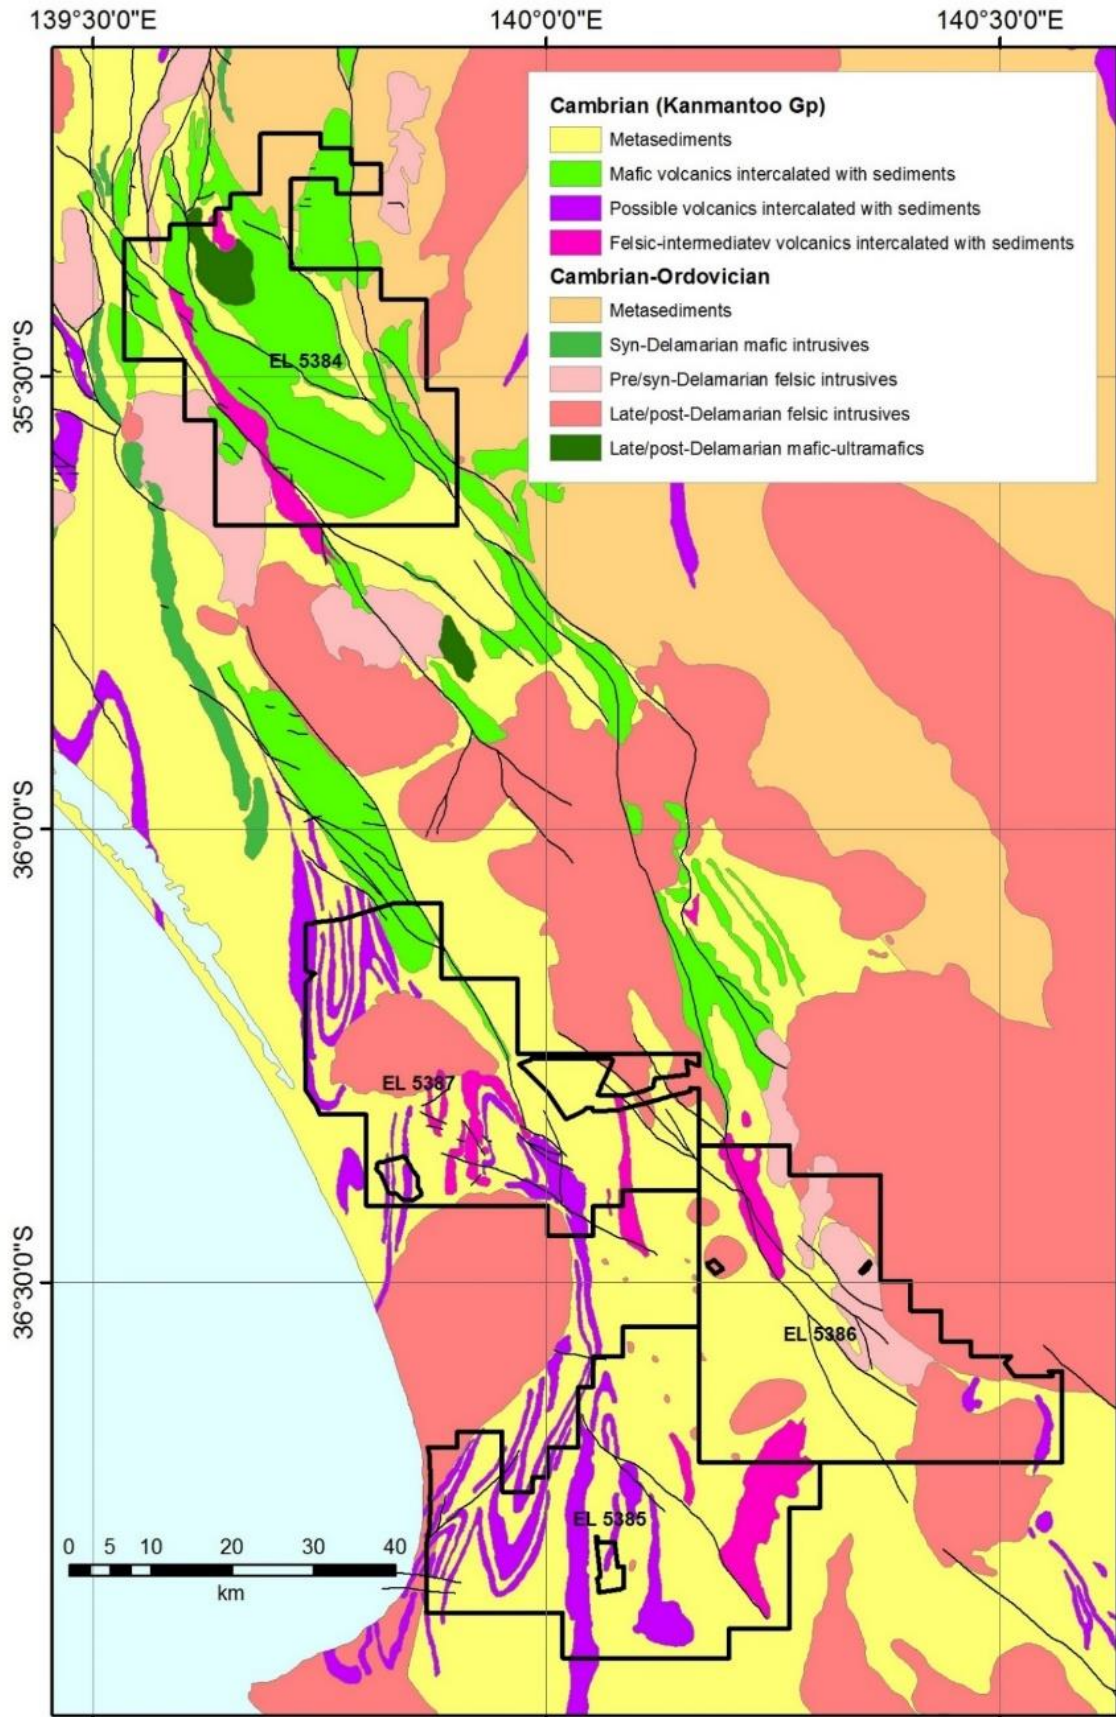 139°30'0"E 140°0'0"E 140°30'0"E
Cambrian (Kanmantoo Gp)
Metasediments
Mafic volcanics intercalated with sediments
Possible volcanics intercalated with sediments
Felsic-intermediatev volcanics intercalated with sediments
Cambrian-Ordovician
Metasediments
Syn-Delamarian mafic intrusives
Pre/syn-Delamarian felsic intrusives
Late/post-Delamarian felsic intrusives
Late/post-Delamarian mafic-ultramafics
35°30'0"S
EL 5384
36°0'0"S
EL 5387
36°30'0"S
EL 5386
EL 5385
0 5 10 20 30 40
km